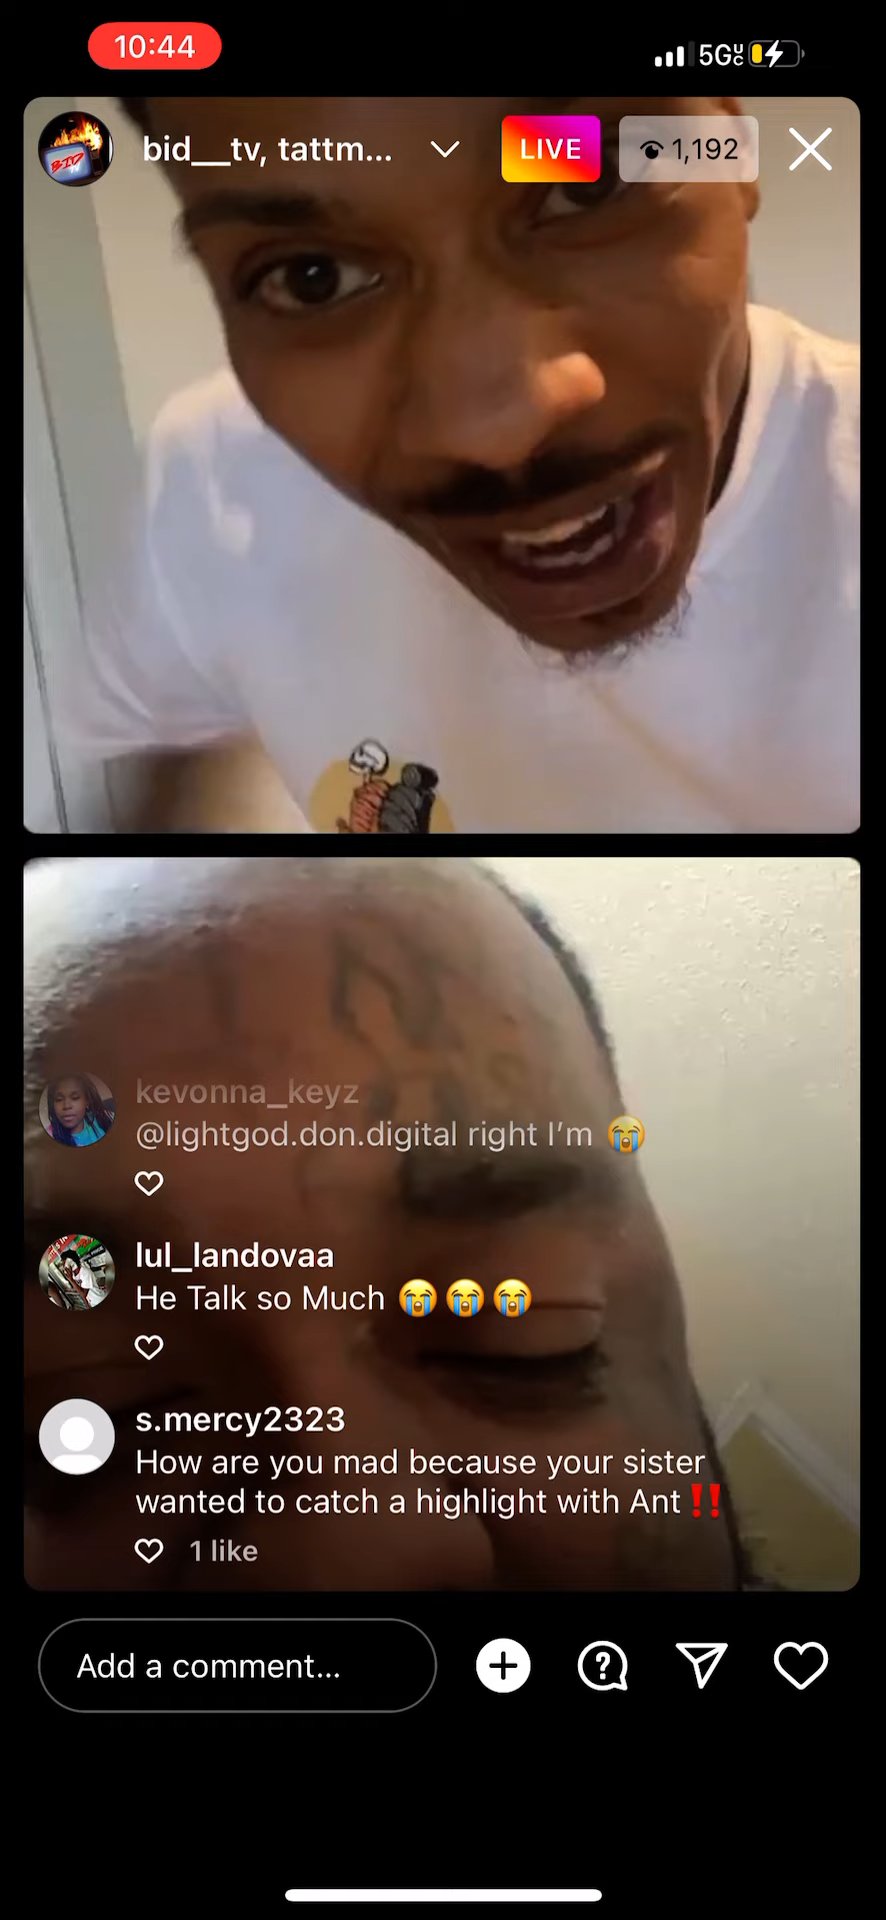 10:44
5G
bid__tv, tattm...
LIVE
1,192
kevonna_keyz
@lightgod.don.digital right I'm 😭
lul_landovaa
He Talk so Much 😭😭😭
s.mercy2323
How are you mad because your sister
wanted to catch a highlight with Ant‼️
1 like
Add a comment...